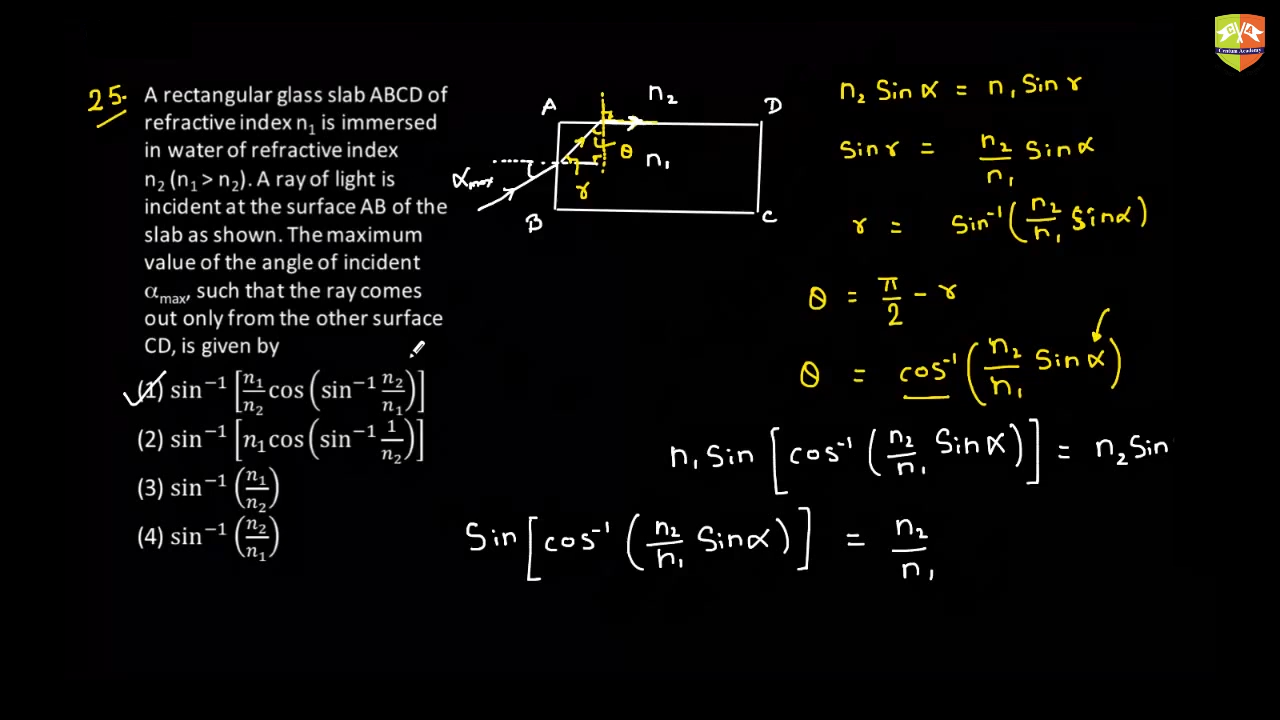 25.
A rectangular glass slab ABCD of
refractive index n₁ is immersed
in water of refractive index
n₂ (n₁ > n₂). A ray of light is
incident at the surface AB of the
slab as shown. The maximum
value of the angle of incident
αₘₐₓ, such that the ray comes
out only from the other surface
CD, is given by
(1) sin⁻¹ [n₁/n₂ cos (sin⁻¹ n₂/n₁)]
(2) sin⁻¹ [n₁ cos (sin⁻¹ 1/n₂)]
(3) sin⁻¹ (n₁/n₂)
(4) sin⁻¹ (n₂/n₁)
A n₂ D
θ n₁
αmax r
B C
n₂ Sin α = n₁ Sin r
Sin r = n₂/n₁ Sin α
r = Sin⁻¹ (n₂/n₁ Sin α)
θ = π/2 − r
θ = cos⁻¹ (n₂/n₁ Sin α)
n₁ Sin [cos⁻¹ (n₂/n₁ Sin α)] = n₂ Sin
Sin [cos⁻¹ (n₂/n₁ Sin α)] = n₂/n₁
Centum Academy